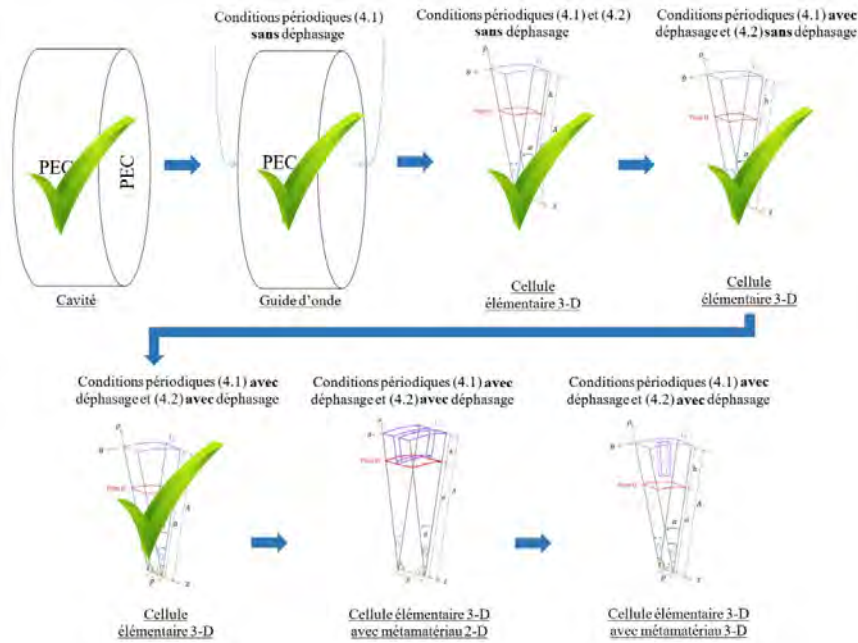 Conditions périodiques (4.1)
sans déphasage
Conditions périodiques (4.1) et (4.2)
sans déphasage
Conditions périodiques (4.1) avec
déphasage et (4.2) sans déphasage
PEC
PEC
PEC
Cavité
Guide d'onde
Cellule
élémentaire 3-D
Cellule
élémentaire 3-D
Conditions périodiques (4.1) avec
déphasage et (4.2) avec déphasage
Conditions périodiques (4.1) avec
déphasage et (4.2) avec déphasage
Conditions périodiques (4.1) avec
déphasage et (4.2) avec déphasage
Cellule
élémentaire 3-D
Cellule élémentaire 3-D
avec métamatériau 2-D
Cellule élémentaire 3-D
avec métamatériau 3-D